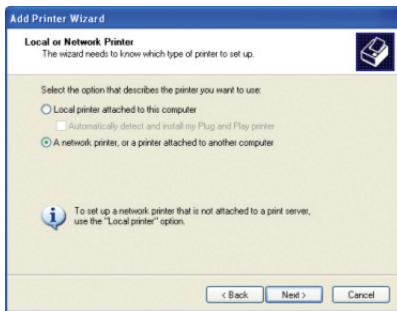 Add Printer Wizard
Local or Network Printer
The wizard needs to know which type of printer to set up.
Select the option that describes the printer you want to use:
Local printer attached to this computer
Automatically detect and install my Plug and Play printer
A network printer, or a printer attached to another computer
To set up a network printer that is not attached to a print server,
use the "Local printer" option.
< Back Next > Cancel